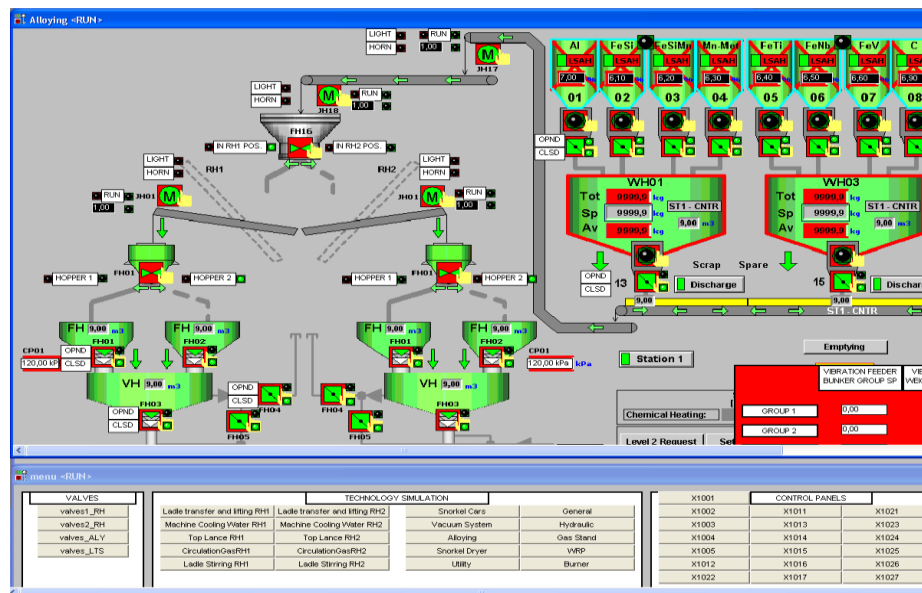 Alloying <RUN>
LIGHT
HORN
RUN
1,00
JH17
LIGHT
HORN
M
RUN
1,00
JH18
FH16
IN RH1 POS.
IN RH2 POS.
RH1
RH2
LIGHT
HORN
RUN
1,00
JH01
M
LIGHT
HORN
JH01
M
RUN
1,00
HOPPER 1
FH01
HOPPER 2
HOPPER 1
FH01
HOPPER 2
FH 9,00 m3
FH 9,00 m3
FH 9,00 m3
FH 9,00 m3
FH01
FH02
FH01
FH02
CP01
120,00 kP
OPND
CLSD
CP01
120,00 kPa kPa
VH 9,00 m3
VH 9,00 m3
OPND
CLSD
FH03
OPND
CLSD
FH04
FH05
FH04
FH05
FH03
Al FeSi FeSiMn Mn-Met FeTi FeNb FeV C
LSAH LSAH LSAH LSAH LSAH LSAH LSAH LSAH
7,00 6,10 6,20 6,30 6,40 6,50 6,60 6,90
01 02 03 04 05 06 07 08
OPND
CLSD
WH01
Tot 9999,9 kg
Sp 9999,9 kg
Av 9999,9 kg
ST1 - CNTR
9,00 m3
WH03
Tot 9999,9 kg
Sp 9999,9 kg
Av 9999,9 kg
ST1 - CNTR
9,00 m3
Scrap Spare
OPND
CLSD
13
Discharge
15
Dischar
9,00
9,00
ST1 - CNTR
Station 1
Emptying
Chemical Heating:
Level 2 Request
Set
VIBRATION FEEDER
BUNKER GROUP SP
GROUP 1 0,00
GROUP 2 0,00
menu <RUN>
VALVES
valves1_RH
valves2_RH
valves_ALY
valves_LTS
TECHNOLOGY SIMULATION
Ladle transfer and lifting RH1 Ladle transfer and lifting RH2 Snorkel Cars General
Machine Cooling Water RH1 Machine Cooling Water RH2 Vacuum System Hydraulic
Top Lance RH1 Top Lance RH2 Alloying Gas Stand
CirculationGasRH1 CirculationGasRH2 Snorkel Dryer WRP
Ladle Stirring RH1 Ladle Stirring RH2 Utility Burner
X1001 CONTROL PANELS
X1002 X1011 X1021
X1003 X1013 X1023
X1004 X1014 X1024
X1005 X1015 X1025
X1012 X1016 X1026
X1022 X1017 X1027